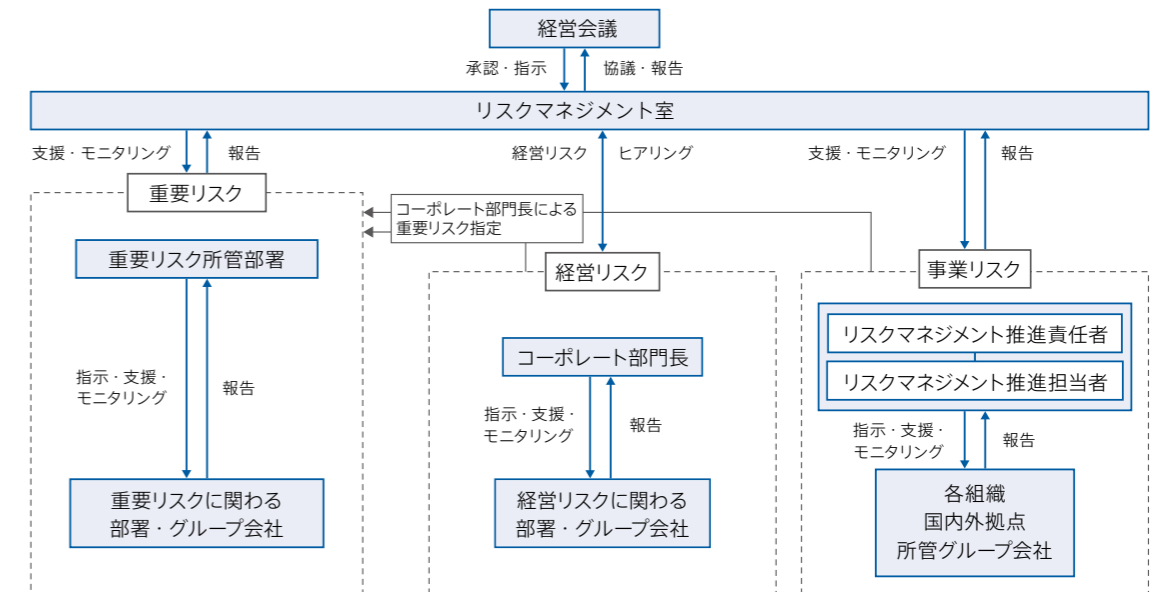 経営会議
承認・指示
協議・報告
リスクマネジメント室
支援・モニタリング
報告
経営リスク
ヒアリング
支援・モニタリング
報告
重要リスク
コーポレート部門長による
重要リスク指定
経営リスク
事業リスク
重要リスク所管部署
指示・支援・
モニタリング
報告
重要リスクに関わる
部署・グループ会社
コーポレート部門長
指示・支援・
モニタリング
報告
経営リスクに関わる
部署・グループ会社
リスクマネジメント推進責任者
リスクマネジメント推進担当者
指示・支援・
モニタリング
報告
各組織
国内外拠点
所管グループ会社